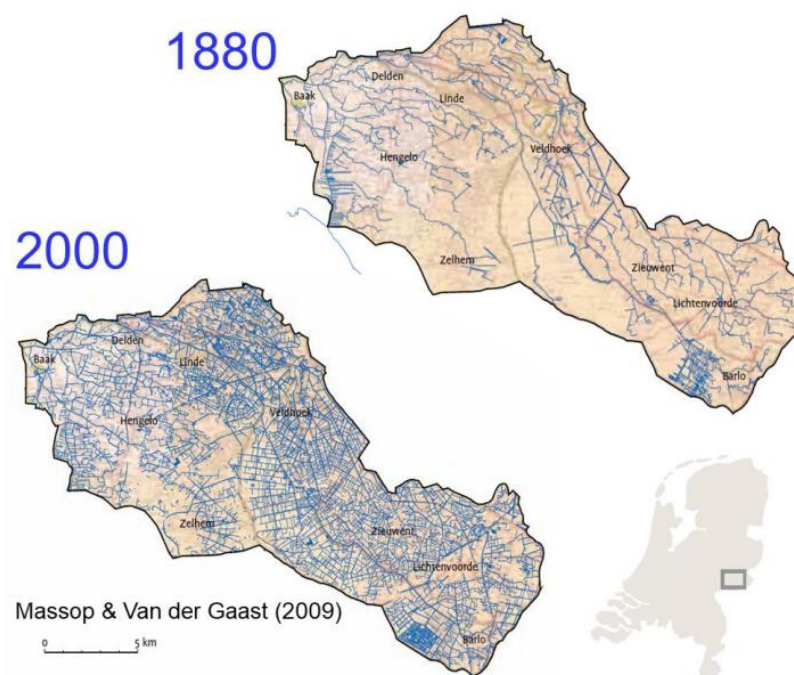 1880
Delden
Baak
Linde
Hengelo
Veldhoek
Zelhem
Zieuwent
Lichtenvoorde
Barlo
2000
Delden
Baak
Linde
Veldhoek
Hengelo
Zelhem
Zieuwent
Lichtenvoorde
Barlo
Massop & Van der Gaast (2009)
0 5 km